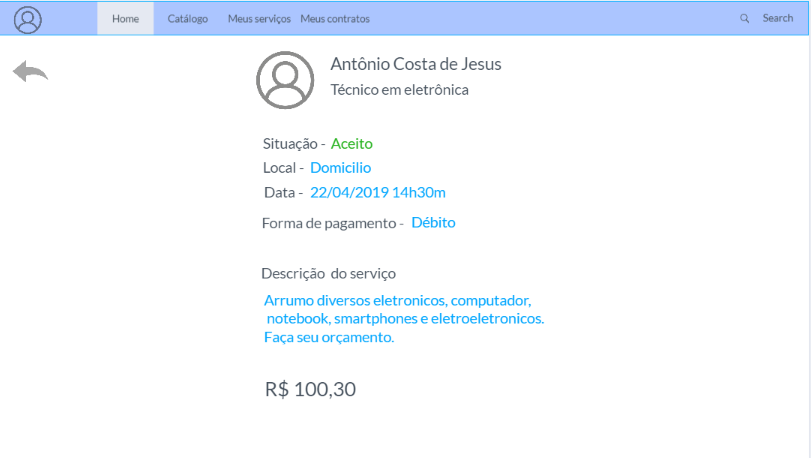 Home Catálogo Meus serviços Meus contratos Search
Antônio Costa de Jesus
Técnico em eletrônica
Situação - Aceito
Local - Domicilio
Data - 22/04/2019 14h30m
Forma de pagamento - Débito
Descrição do serviço
Arrumo diversos eletronicos, computador,
notebook, smartphones e eletroeletronicos.
Faça seu orçamento.
R$ 100,30